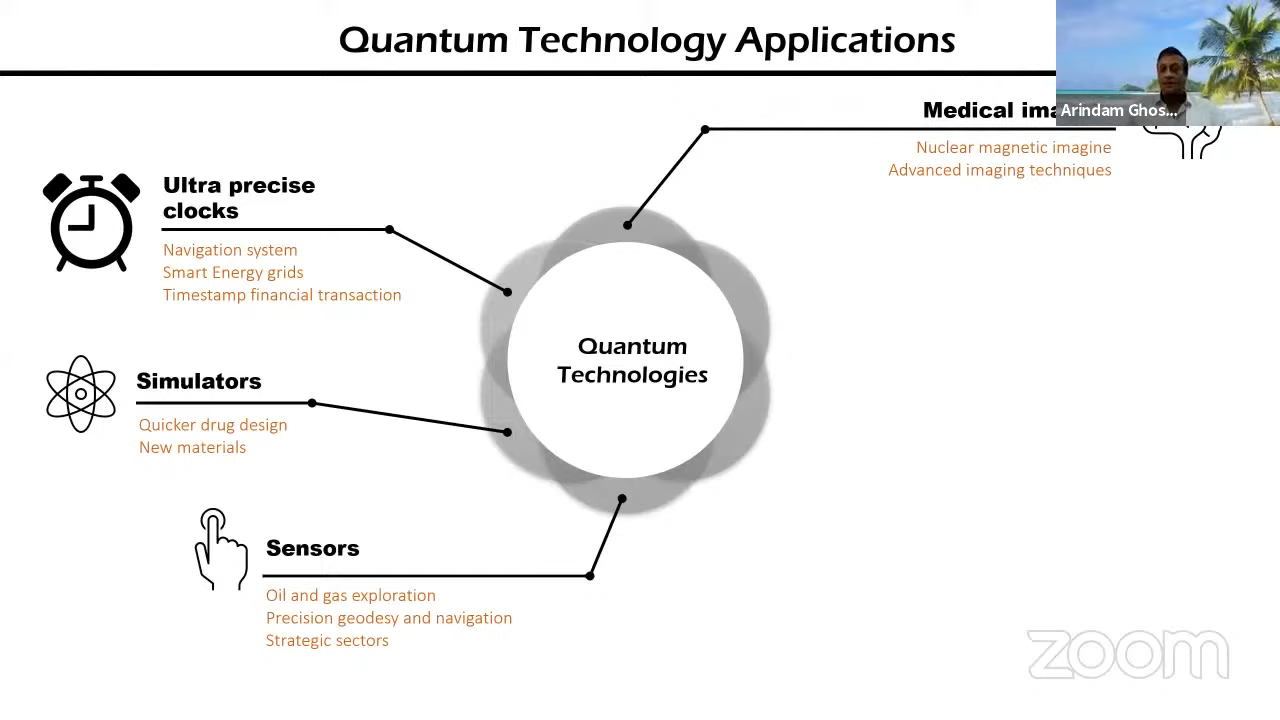 Quantum Technology Applications
Arindam Ghos...
Medical
Nuclear magnetic imagine
Advanced imaging techniques
Ultra precise
clocks
Navigation system
Smart Energy grids
Timestamp financial transaction
Quantum
Technologies
Simulators
Quicker drug design
New materials
Sensors
Oil and gas exploration
Precision geodesy and navigation
Strategic sectors
zoom